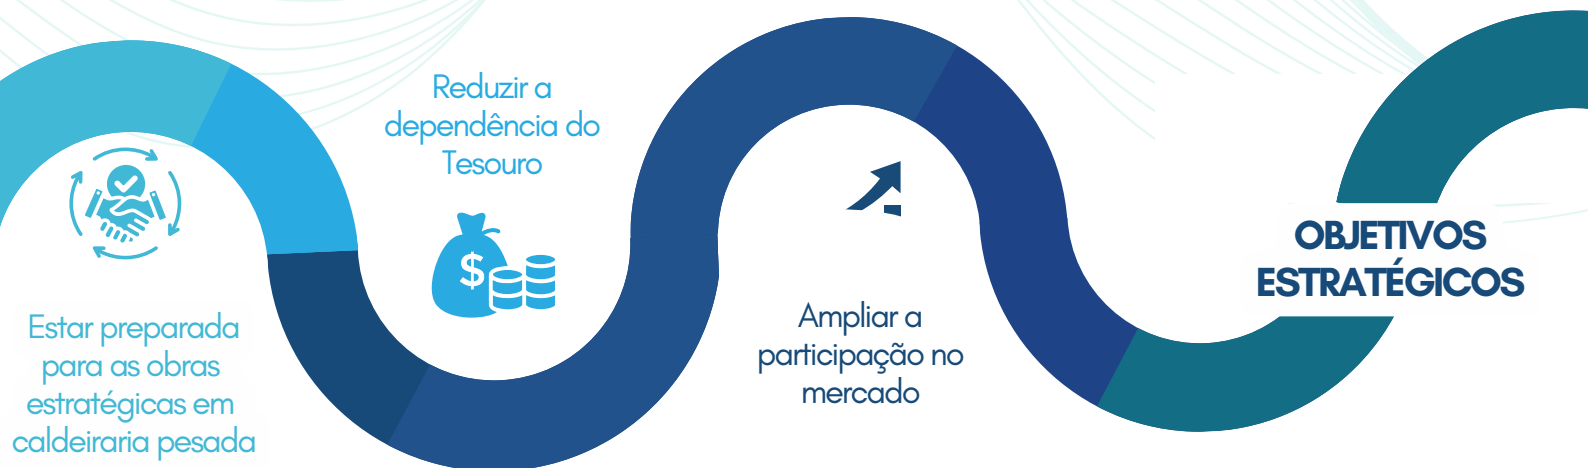 Estar preparada
para as obras
estratégicas em
caldeiraria pesada
Reduzir a
dependência do
Tesouro
$
Ampliar a
participação no
mercado
OBJETIVOS
ESTRATÉGICOS